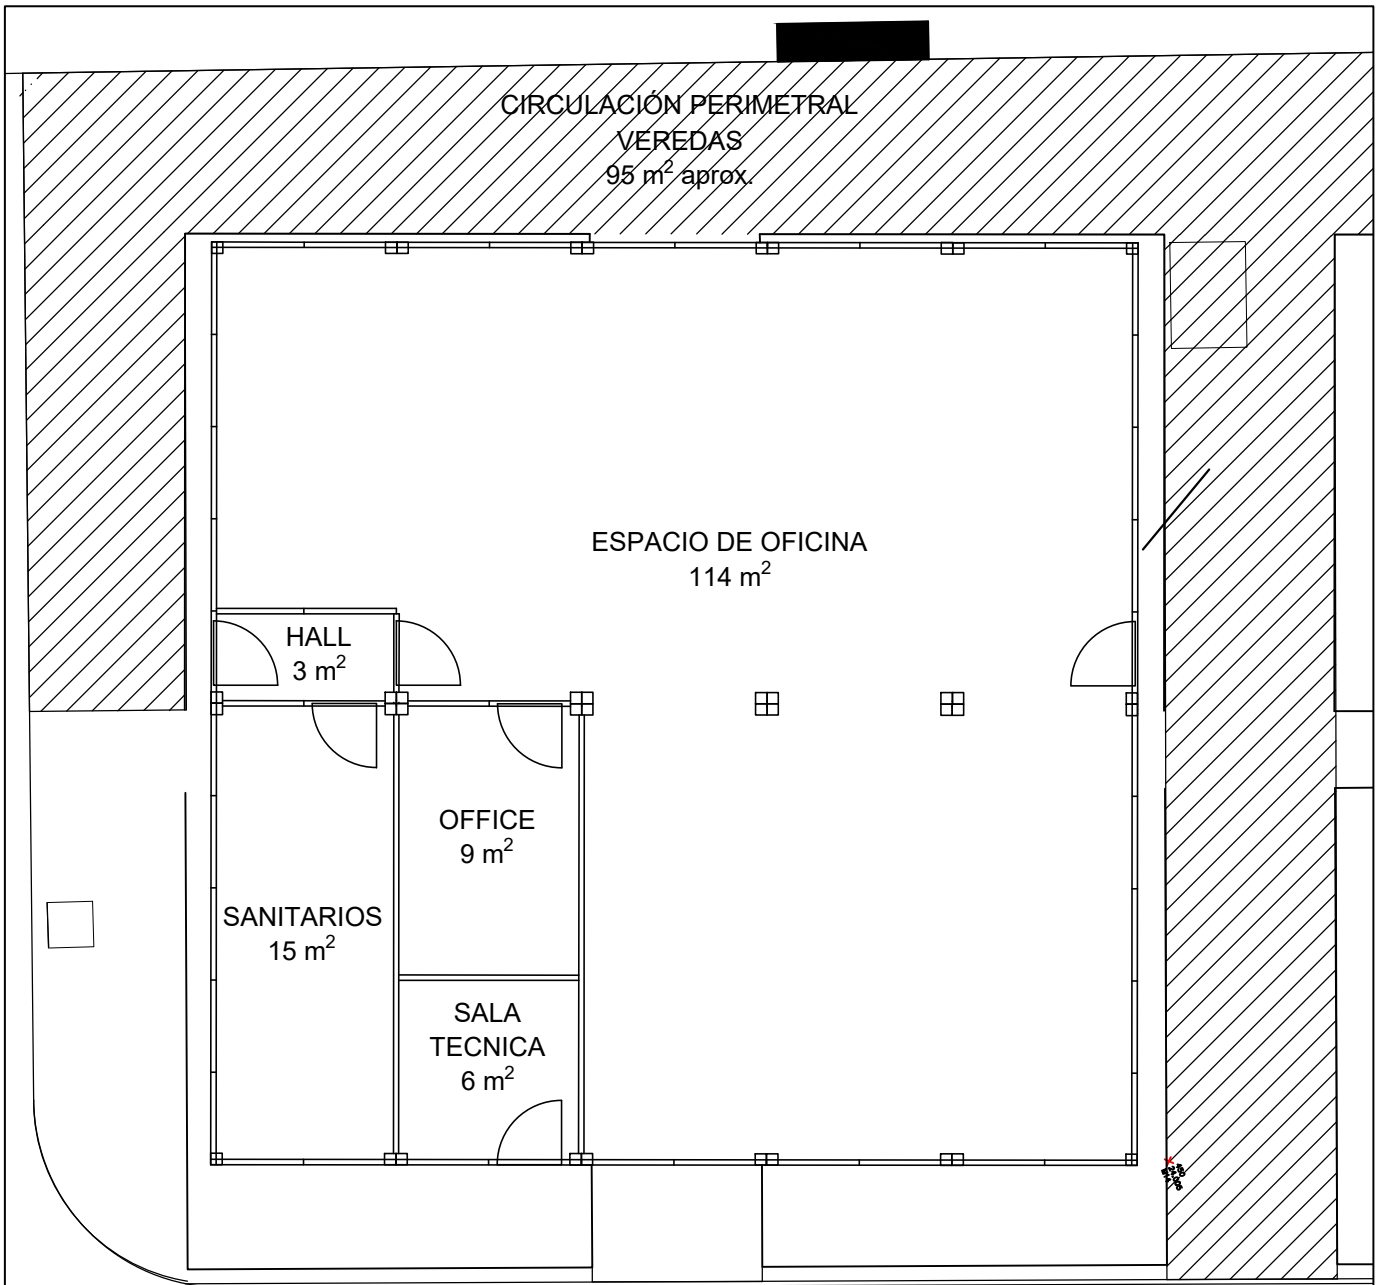 CIRCULACIÓN PERIMETRAL
VEREDAS
95 m² aprox.
ESPACIO DE OFICINA
114 m²
HALL
3 m²
OFFICE
9 m²
SANITARIOS
15 m²
SALA
TECNICA
6 m²